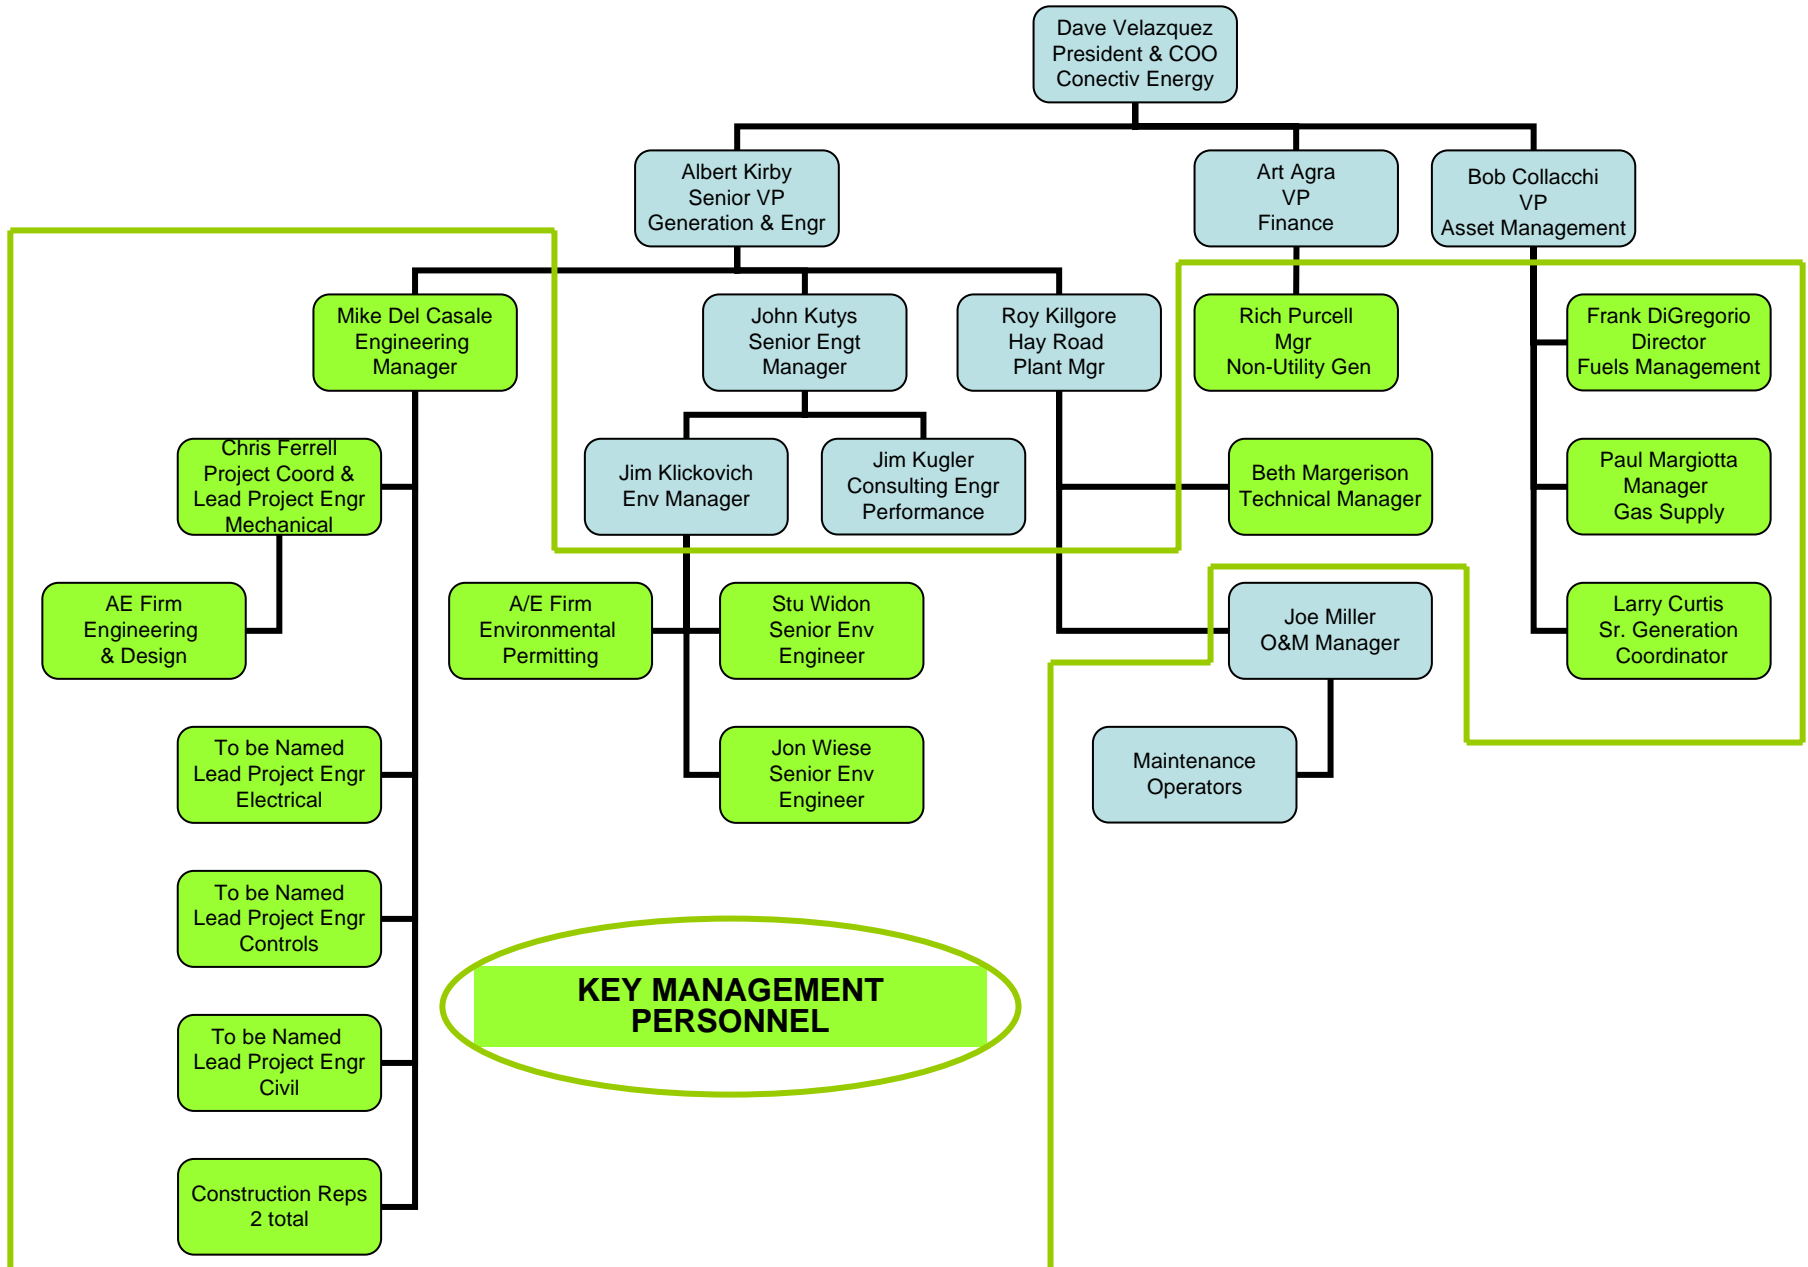 Dave Velazquez
President & COO
Conectiv Energy
Albert Kirby
Senior VP
Generation & Engr
Art Agra
VP
Finance
Bob Collacchi
VP
Asset Management
Mike Del Casale
Engineering
Manager
John Kutys
Senior Engt
Manager
Roy Killgore
Hay Road
Plant Mgr
Rich Purcell
Mgr
Non-Utility Gen
Frank DiGregorio
Director
Fuels Management
Chris Ferrell
Project Coord &
Lead Project Engr
Mechanical
Jim Klickovich
Env Manager
Jim Kugler
Consulting Engr
Performance
Beth Margerison
Technical Manager
Paul Margiotta
Manager
Gas Supply
AE Firm
Engineering
& Design
A/E Firm
Environmental
Permitting
Stu Widon
Senior Env
Engineer
Joe Miller
O&M Manager
Larry Curtis
Sr. Generation
Coordinator
To be Named
Lead Project Engr
Electrical
Jon Wiese
Senior Env
Engineer
Maintenance
Operators
To be Named
Lead Project Engr
Controls
KEY MANAGEMENT
PERSONNEL
To be Named
Lead Project Engr
Civil
Construction Reps
2 total